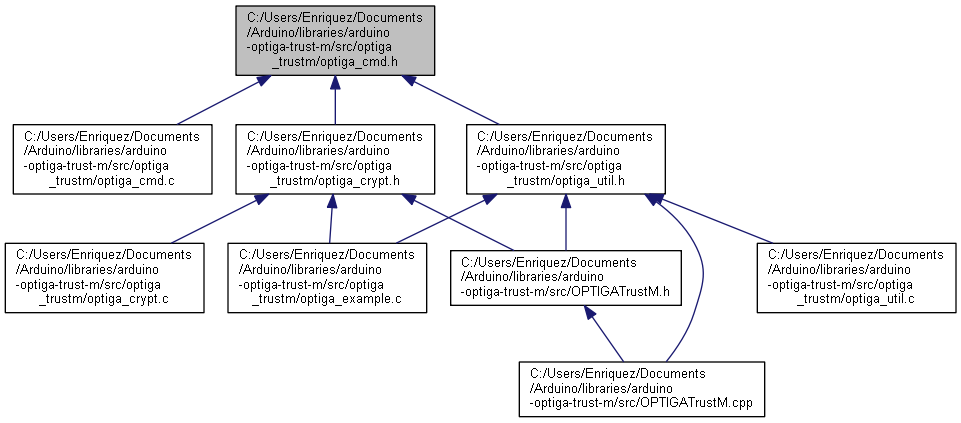 C:/Users/Enriquez/Documents
/Arduino/libraries/arduino
-optiga-trust-m/src/optiga
_trustm/optiga_cmd.h
C:/Users/Enriquez/Documents
/Arduino/libraries/arduino
-optiga-trust-m/src/optiga
_trustm/optiga_cmd.c
C:/Users/Enriquez/Documents
/Arduino/libraries/arduino
-optiga-trust-m/src/optiga
_trustm/optiga_crypt.h
C:/Users/Enriquez/Documents
/Arduino/libraries/arduino
-optiga-trust-m/src/optiga
_trustm/optiga_util.h
C:/Users/Enriquez/Documents
/Arduino/libraries/arduino
-optiga-trust-m/src/optiga
_trustm/optiga_crypt.c
C:/Users/Enriquez/Documents
/Arduino/libraries/arduino
-optiga-trust-m/src/optiga
_trustm/optiga_example.c
C:/Users/Enriquez/Documents
/Arduino/libraries/arduino
-optiga-trust-m/src/OPTIGATrustM.h
C:/Users/Enriquez/Documents
/Arduino/libraries/arduino
-optiga-trust-m/src/optiga
_trustm/optiga_util.c
C:/Users/Enriquez/Documents
/Arduino/libraries/arduino
-optiga-trust-m/src/OPTIGATrustM.cpp